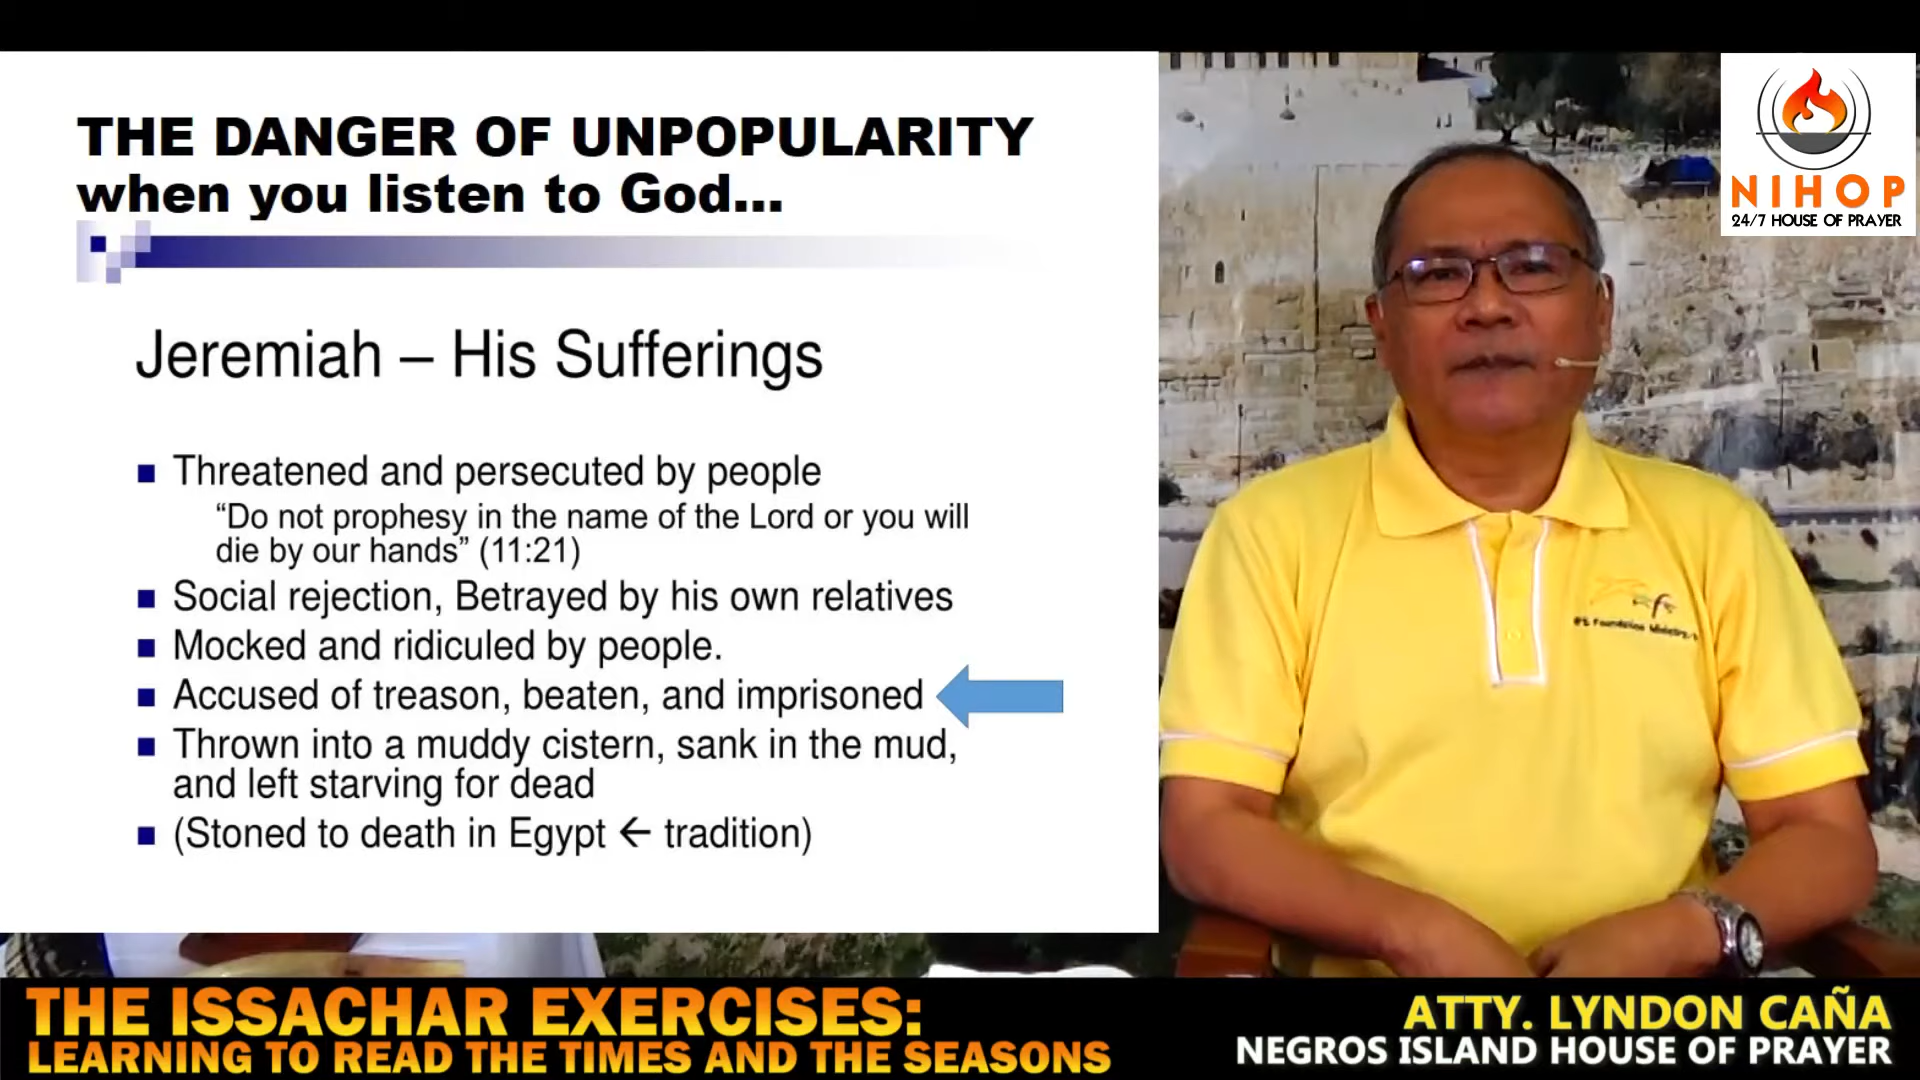 THE DANGER OF UNPOPULARITY
when you listen to God...
Jeremiah – His Sufferings
Threatened and persecuted by people
“Do not prophesy in the name of the Lord or you will
die by our hands” (11:21)
Social rejection, Betrayed by his own relatives
Mocked and ridiculed by people.
Accused of treason, beaten, and imprisoned
Thrown into a muddy cistern, sank in the mud,
and left starving for dead
(Stoned to death in Egypt ← tradition)
NIHOP
24/7 HOUSE OF PRAYER
Foundation
THE ISSACHAR EXERCISES:
LEARNING TO READ THE TIMES AND THE SEASONS
ATTY. LYNDON CAÑA
NEGROS ISLAND HOUSE OF PRAYER